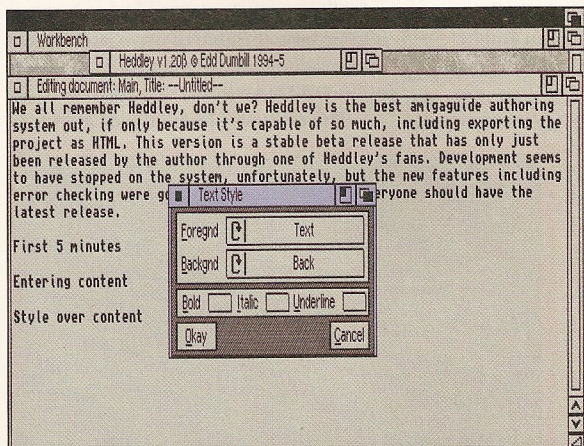 Workbench
Heddley v1.20β © Edd Dumbill 1994-5
Editing document: Main, Title: ---Untitled---
We all remember Heddley, don't we? Heddley is the best amigaguide authoring
system out, if only because it's capable of so much, including exporting the
project as HTML. This version is a stable beta release that has only just
been released by the author through one of Heddley's fans. Development seems
to have stopped on the system, unfortunately, but the new features including
error checking were eryone should have the
latest release.
Text Style
Foregnd Text
Backgnd Back
Bold Italic Underline
Okay Cancel
First 5 minutes
Entering content
Style over content